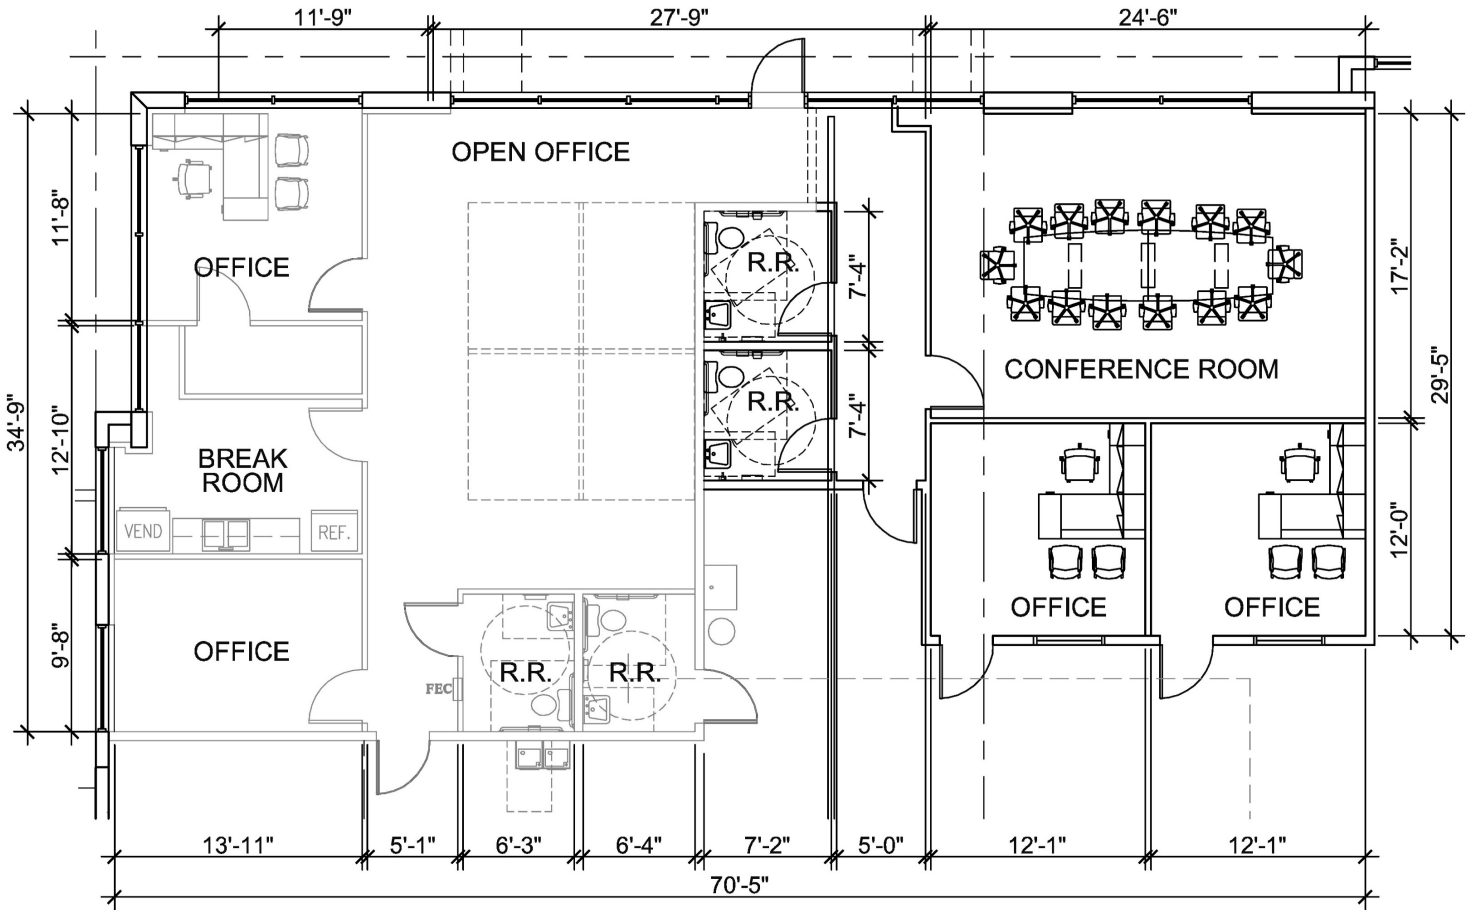 11'-9"
27'-9"
24'-6"
OPEN OFFICE
11'-8"
OFFICE
R.R.
7'-4"
17'-2"
CONFERENCE ROOM
29'-5"
34'-9"
12'-10"
R.R.
7'-4"
BREAK
ROOM
VEND
REF.
12'-0"
OFFICE
OFFICE
9'-8"
OFFICE
FEC
R.R.
R.R.
13'-11"
5'-1"
6'-3"
6'-4"
7'-2"
5'-0"
12'-1"
12'-1"
70'-5"